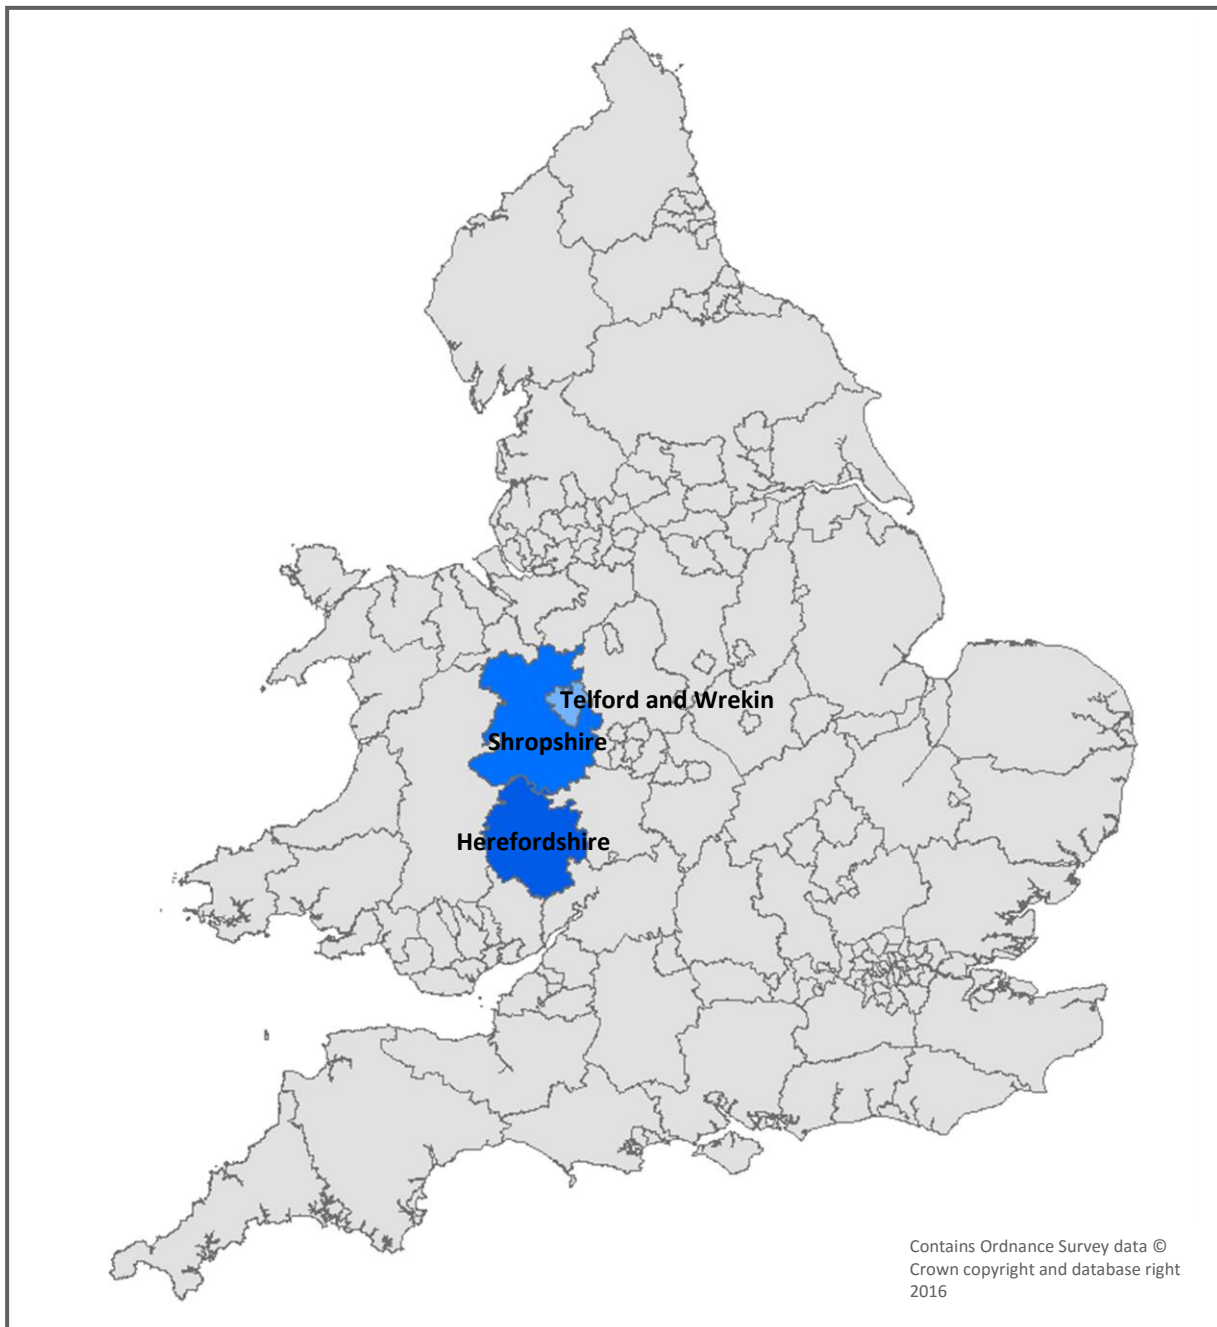 Telford and Wrekin
Shropshire
Herefordshire
Contains Ordnance Survey data ©
Crown copyright and database right
2016